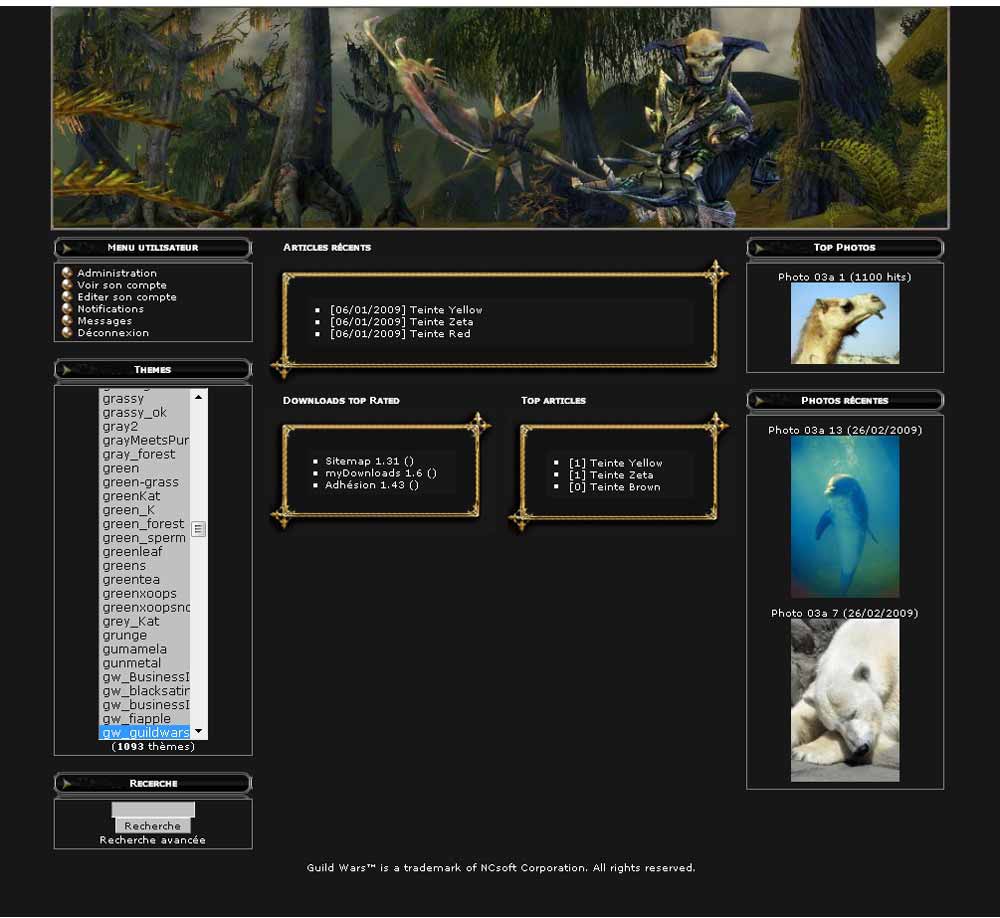 Menu utilisateur
Administration
Voir son compte
Editer son compte
Notifications
Messages
Déconnexion
Themes
grassy
grassy_ok
gray2
grayMeetsPur
gray_forest
green
green-grass
greenKat
green_K
green_forest
green_sperm
greenleaf
greens
greentea
greenxoops
greenxoopsno
grey_Kat
grunge
gumamela
gunmetal
gw_BusinessI
gw_blacksatin
gw_businessI
gw_fiapple
gw_guildwars
(1093 thèmes)
Recerche
Recherche
Recherche avancée
Articles récents
[06/01/2009] Teinte Yellow
[06/01/2009] Teinte Zeta
[06/01/2009] Teinte Red
Downloads top Rated
Sitemap 1.31 ()
myDownloads 1.6 ()
Adhésion 1.43 ()
Top articles
[1] Teinte Yellow
[1] Teinte Zeta
[0] Teinte Brown
Top Photos
Photo 03a 1 (1100 hits)
Photos récentes
Photo 03a 13 (26/02/2009)
Photo 03a 7 (26/02/2009)
Guild Wars™ is a trademark of NCsoft Corporation. All rights reserved.